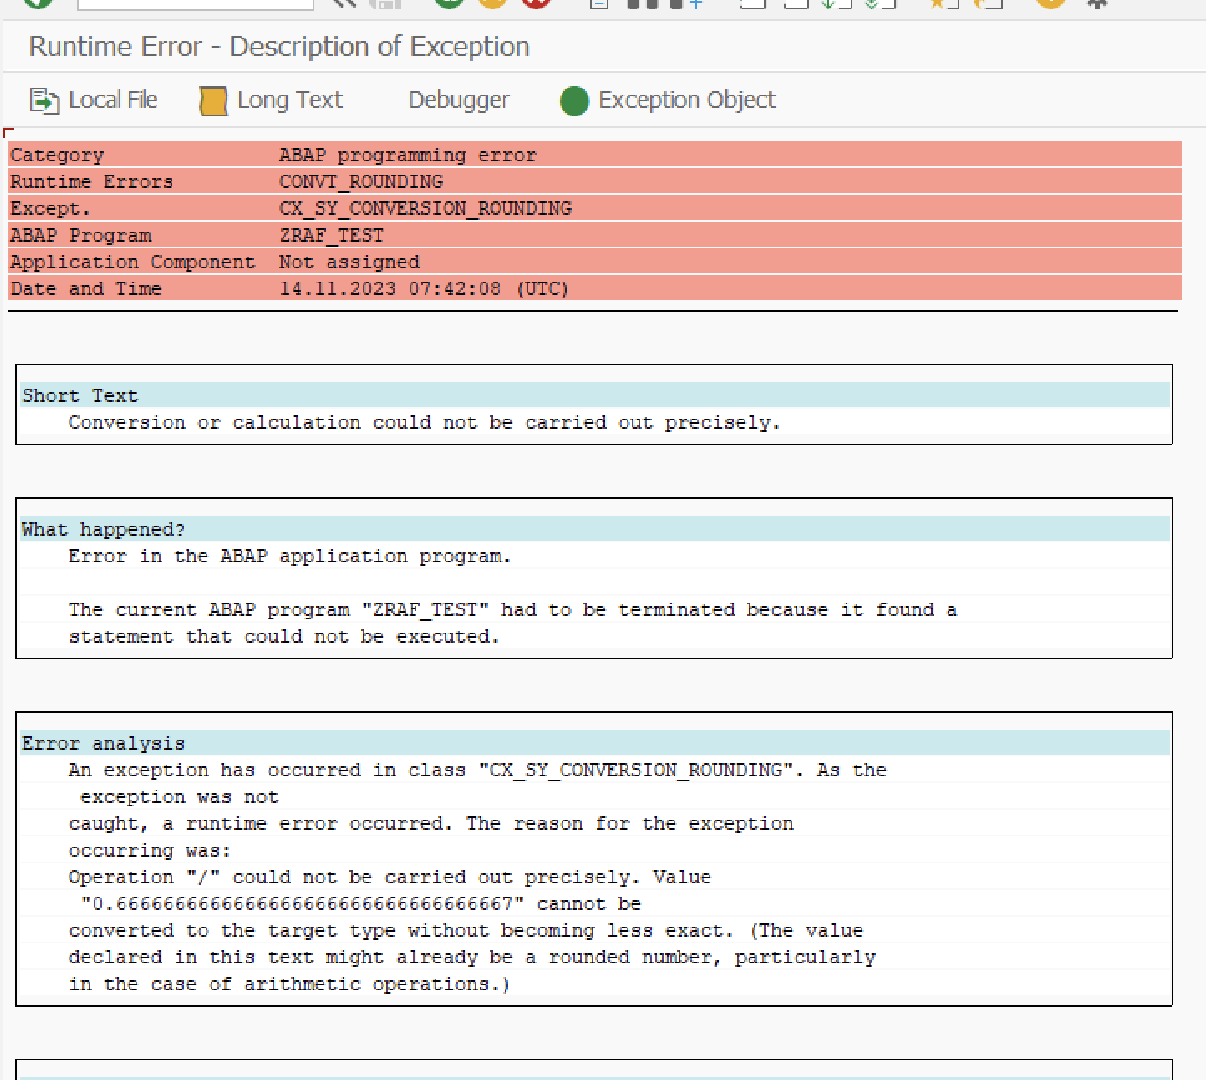 Runtime Error - Description of Exception
Local File Long Text Debugger Exception Object
Category ABAP programming error
Runtime Errors CONVT_ROUNDING
Except. CX_SY_CONVERSION_ROUNDING
ABAP Program ZRAF_TEST
Application Component Not assigned
Date and Time 14.11.2023 07:42:08 (UTC)
Short Text
Conversion or calculation could not be carried out precisely.
What happened?
Error in the ABAP application program.
The current ABAP program "ZRAF_TEST" had to be terminated because it found a
statement that could not be executed.
Error analysis
An exception has occurred in class "CX_SY_CONVERSION_ROUNDING". As the
exception was not
caught, a runtime error occurred. The reason for the exception
occurring was:
Operation "/" could not be carried out precisely. Value
"0.6666666666666666666666666666666667" cannot be
converted to the target type without becoming less exact. (The value
declared in this text might already be a rounded number, particularly
in the case of arithmetic operations.)